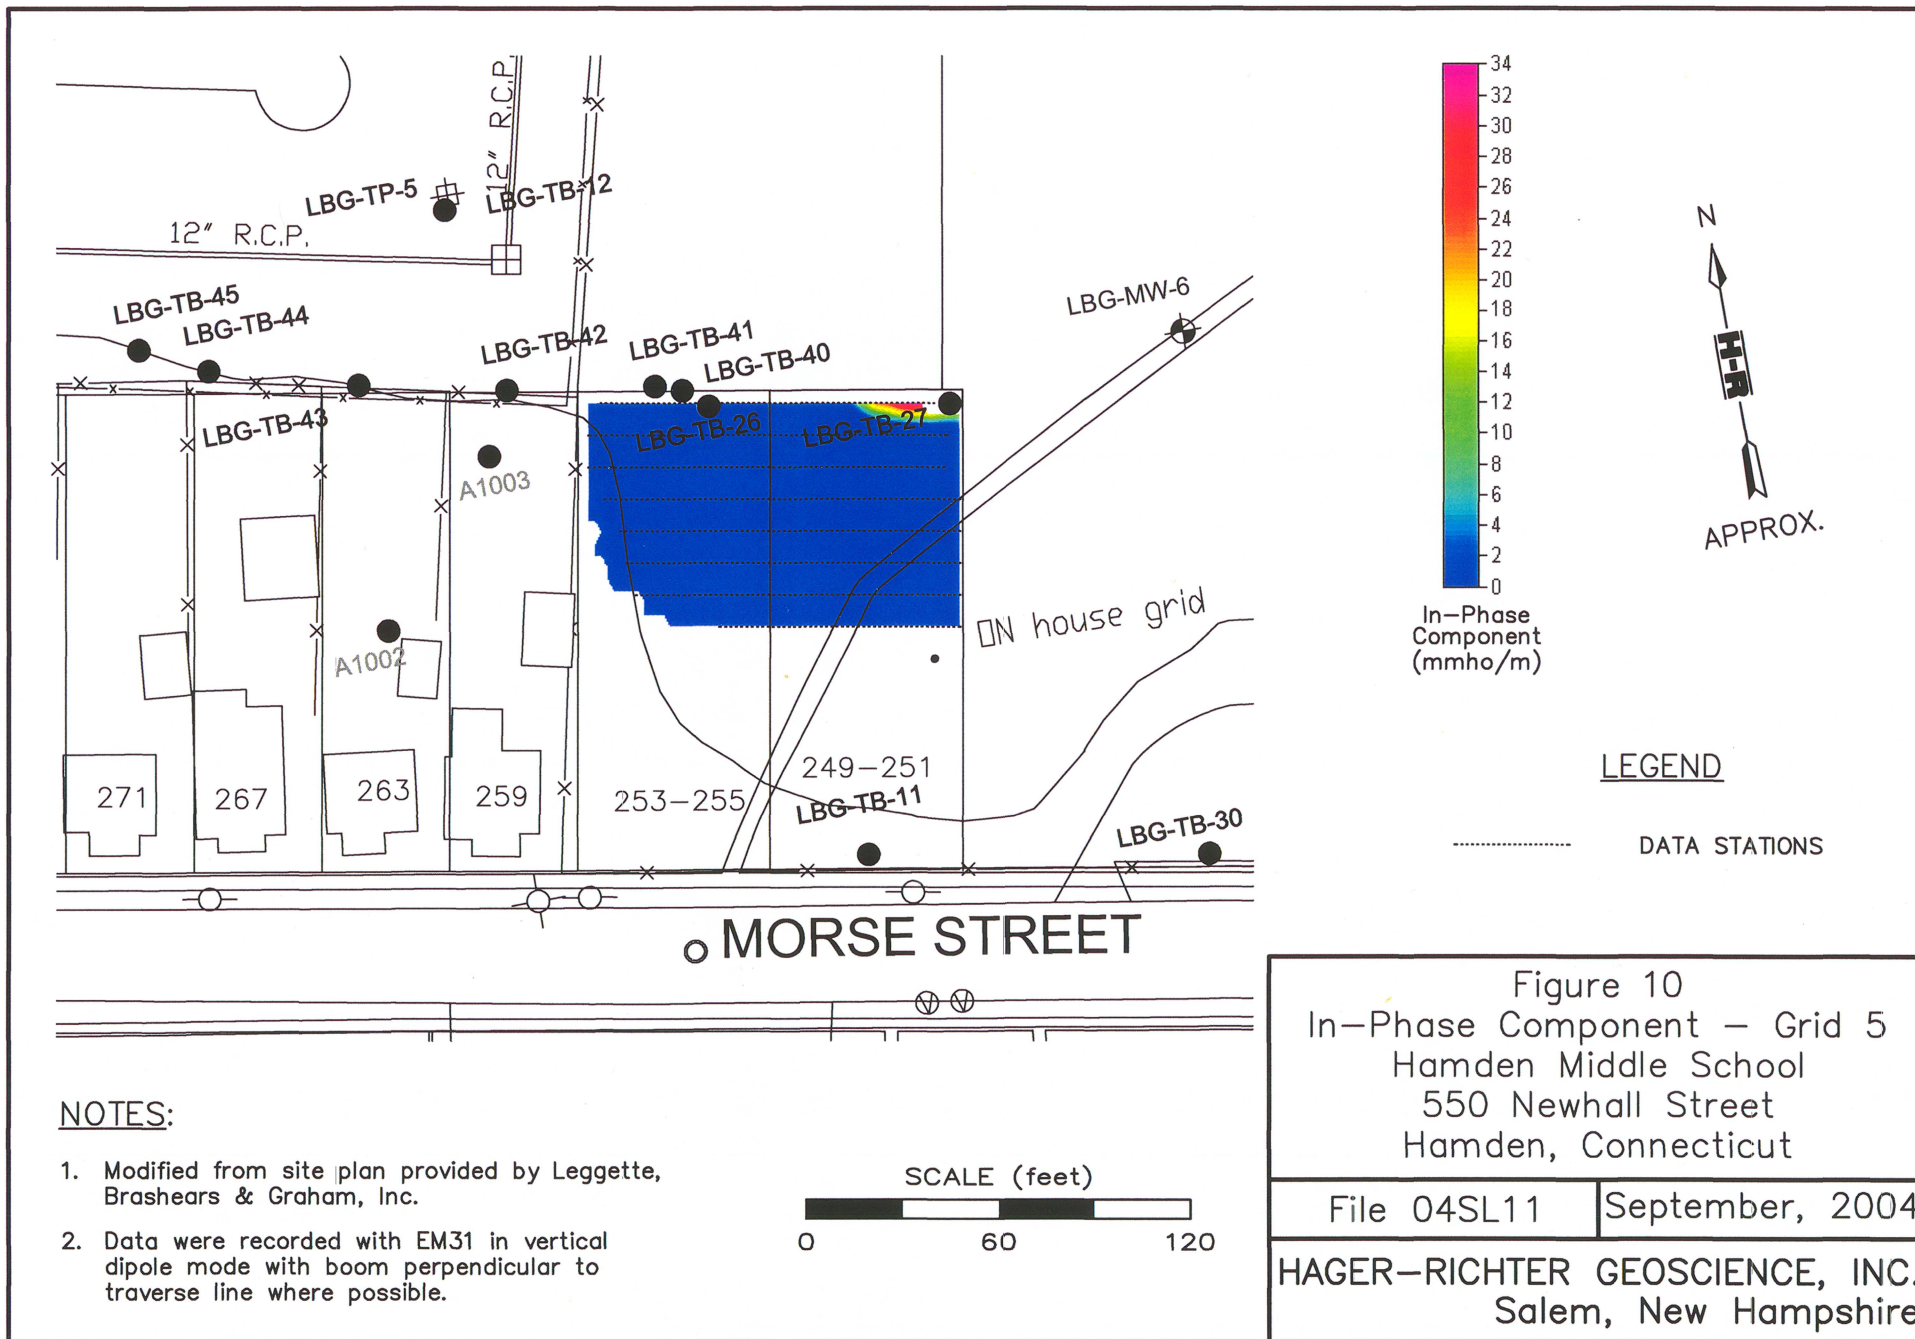 12" R.C.P.
LBG-TP-5
LBG-TB-12
12" R.C.P.
LBG-TB-45
LBG-TB-44
LBG-TB-42
LBG-TB-41
LBG-TB-40
LBG-MW-6
LBG-TB-43
LBG-TB-26
LBG-TB-27
A1003
A1002
N house grid
271
267
263
259
253-255
249-251
LBG-TB-11
LBG-TB-30
MORSE STREET
34
32
30
28
26
24
22
20
18
16
14
12
10
8
6
4
2
0
In-Phase
Component
(mmho/m)
N
H-R
APPROX.
LEGEND
DATA STATIONS
NOTES:
1. Modified from site plan provided by Leggette,
Brashears & Graham, Inc.
2. Data were recorded with EM31 in vertical
dipole mode with boom perpendicular to
traverse line where possible.
SCALE (feet)
0 60 120
Figure 10
In-Phase Component - Grid 5
Hamden Middle School
550 Newhall Street
Hamden, Connecticut
File 04SL11
September, 2004
HAGER-RICHTER GEOSCIENCE, INC.
Salem, New Hampshire